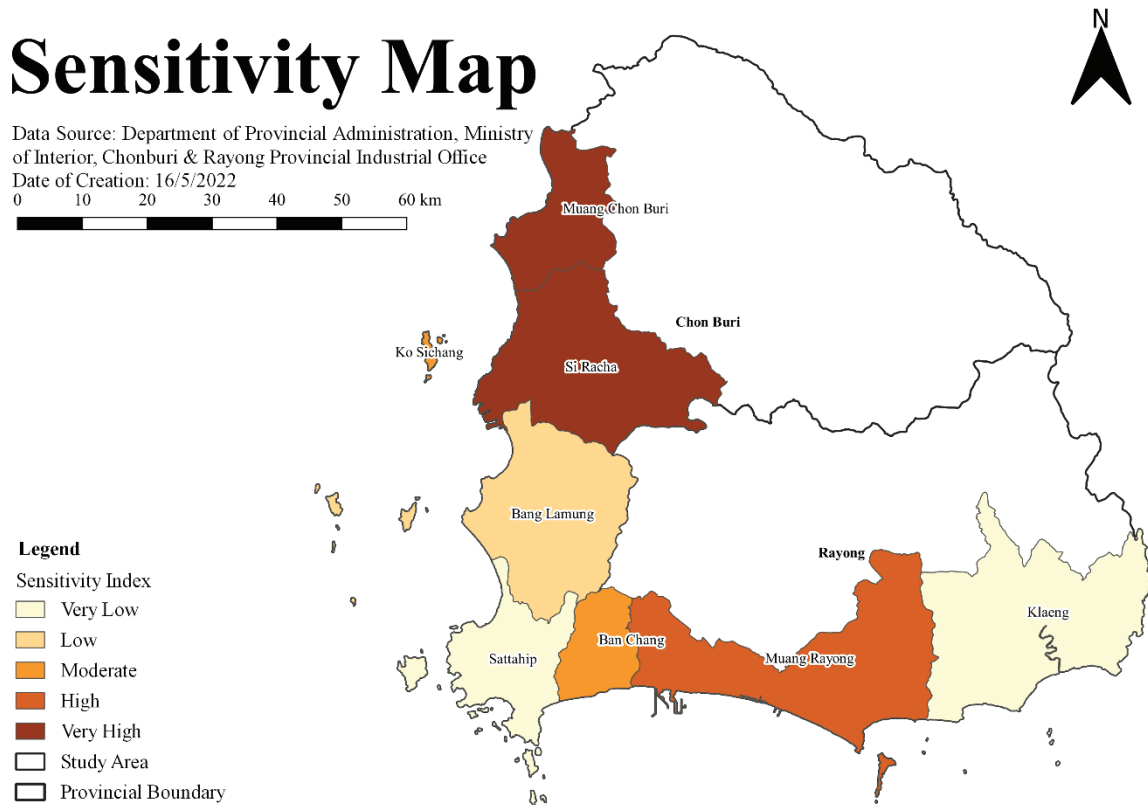 Sensitivity Map
N
Data Source: Department of Provincial Administration, Ministry
of Interior, Chonburi & Rayong Provincial Industrial Office
Date of Creation: 16/5/2022
0 10 20 30 40 50 60 km
Muang Chon Buri
Chon Buri
Ko Sichang
Si Racha
Bang Lamung
Rayong
Klaeng
Ban Chang
Sattahip
Muang Rayong
Legend
Sensitivity Index
Very Low
Low
Moderate
High
Very High
Study Area
Provincial Boundary